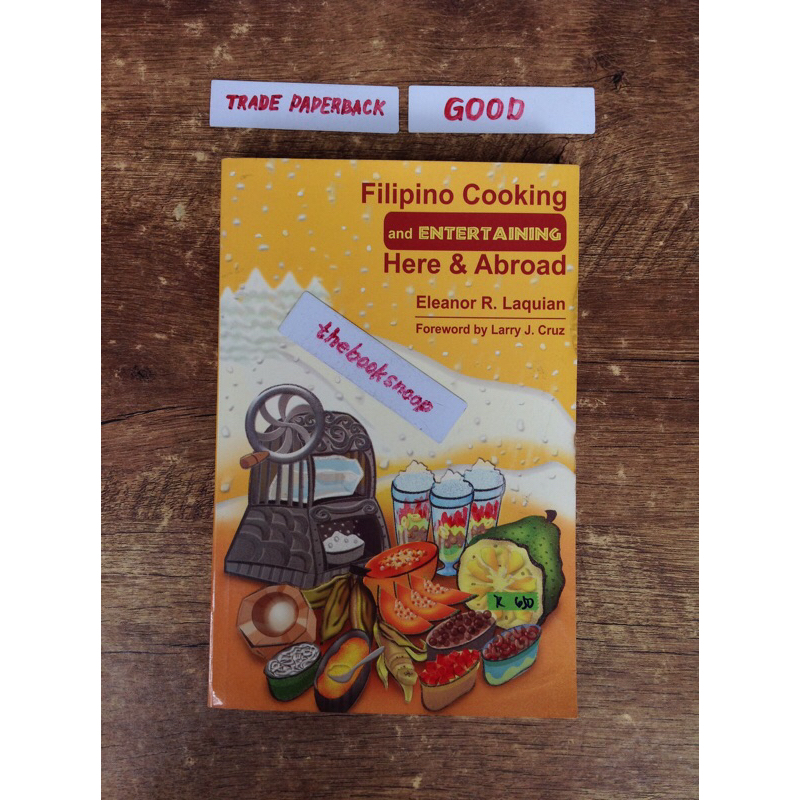 TRADE PAPERBACK
GOOD
Filipino Cooking
and ENTERTAINING
Here & Abroad
Eleanor R. Laquian
Foreword by Larry J. Cruz
thebooksnoop
K 650